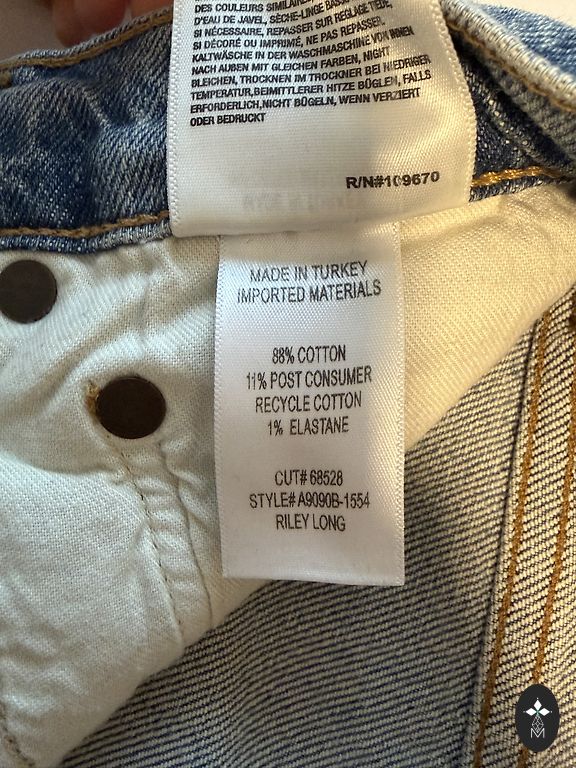 DES COULEURS SIMILAIRES
D'EAU DE JAVEL, SÈCHE-LINGE BASSE
SI NÉCESSAIRE, REPASSER SUR RÉGLAGE TIÈDE.
SI DÉCORÉ OU IMPRIMÉ, NE PAS REPASSER.
KALTWÄSCHE IN DER WASCHMASCHINE VON INNEN
NACH AUßEN MIT GLEICHEN FARBEN, NIGHT
BLEICHEN, TROCKNEN IM TROCKNER BEI NIEDRIGER
TEMPERATUR,BEIMITTLERER HITZE BÜGLEN, FALLS
ERFORDERLICH,NICHT BÜGELN, WENN VERZIERT
ODER BEDRUCKT
R/N#109670
MADE IN TURKEY
IMPORTED MATERIALS
88% COTTON
11% POST CONSUMER
RECYCLE COTTON
1% ELASTANE
CUT# 68528
STYLE# A9090B-1554
RILEY LONG
M